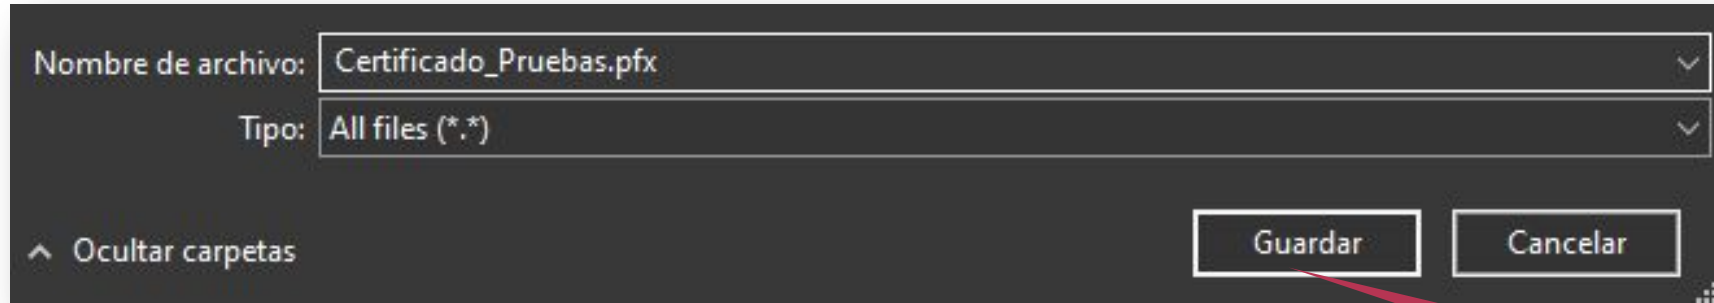 Nombre de archivo: Certificado_Pruebas.pfx
Tipo: All files (*.*)
Ocultar carpetas
Guardar
Cancelar